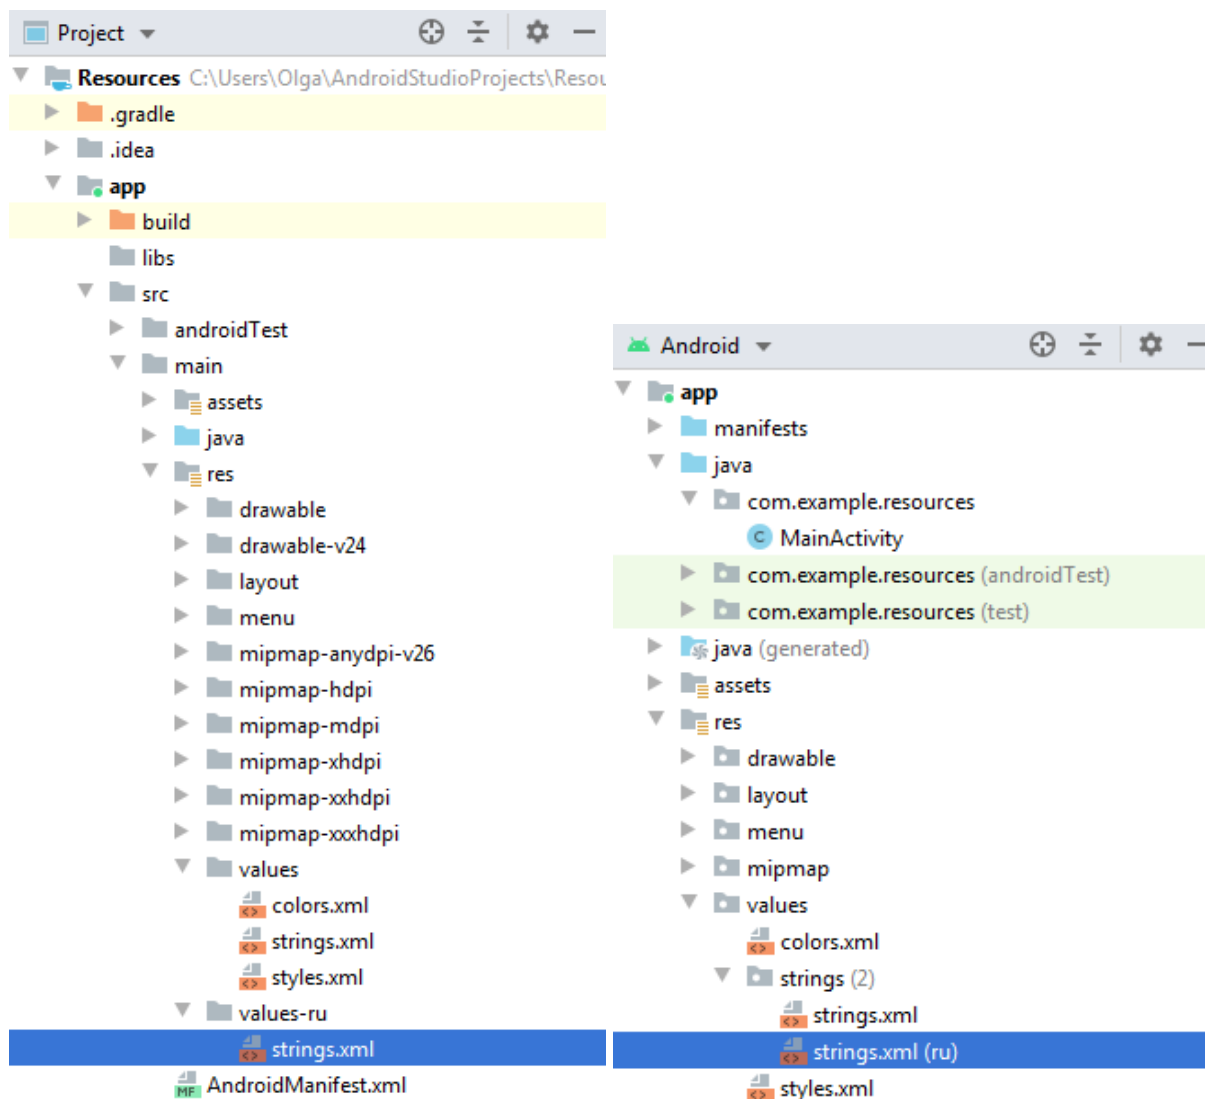 Project
Resources C:\Users\Olga\AndroidStudioProjects\Resou
.gradle
.idea
app
build
libs
src
androidTest
main
assets
java
res
drawable
drawable-v24
layout
menu
mipmap-anydpi-v26
mipmap-hdpi
mipmap-mdpi
mipmap-xhdpi
mipmap-xxhdpi
mipmap-xxxhdpi
values
colors.xml
strings.xml
styles.xml
values-ru
strings.xml
MF AndroidManifest.xml
Android
app
manifests
java
com.example.resources
C MainActivity
com.example.resources (androidTest)
com.example.resources (test)
java (generated)
assets
res
drawable
layout
menu
mipmap
values
colors.xml
strings (2)
strings.xml
strings.xml (ru)
styles.xml